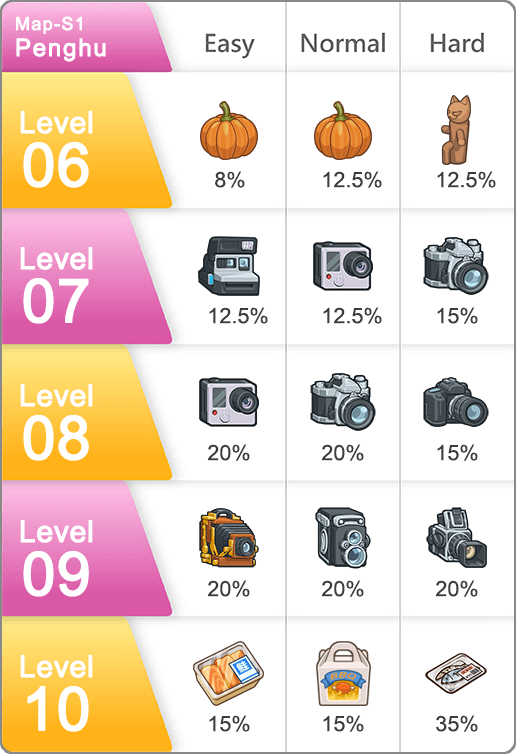 Map-S1
Penghu
Easy Normal Hard
Level
06
8% 12.5% 12.5%
Level
07
12.5% 12.5% 15%
Level
08
20% 20% 15%
Level
09
20% 20% 20%
Level
10
BBQ
15% 15% 35%